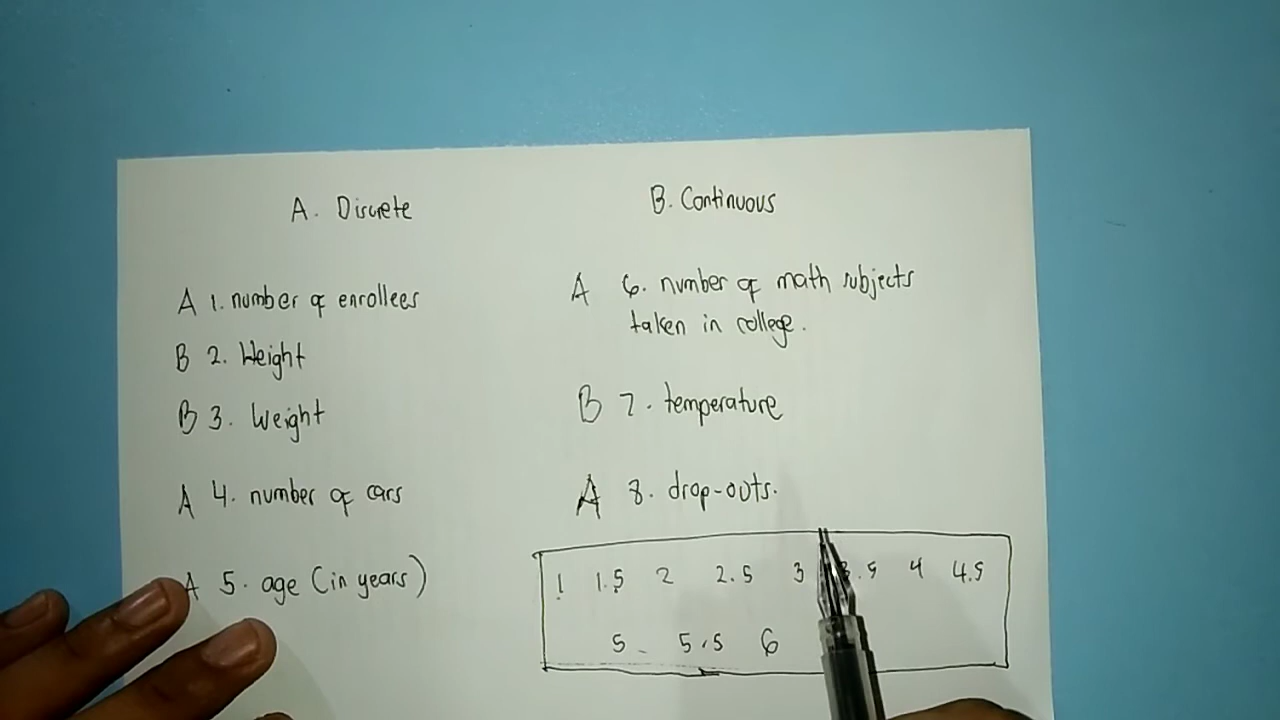 A. Discrete
B. Continuous
A 1. number of enrollees
B 2. Height
B 3. Weight
A 4. number of cars
A 5. age (in years)
A 6. number of math subjects
taken in college.
B 7. temperature
A 8. drop-outs.
1 1.5 2 2.5 3 3.5 4 4.5
5 5.5 6